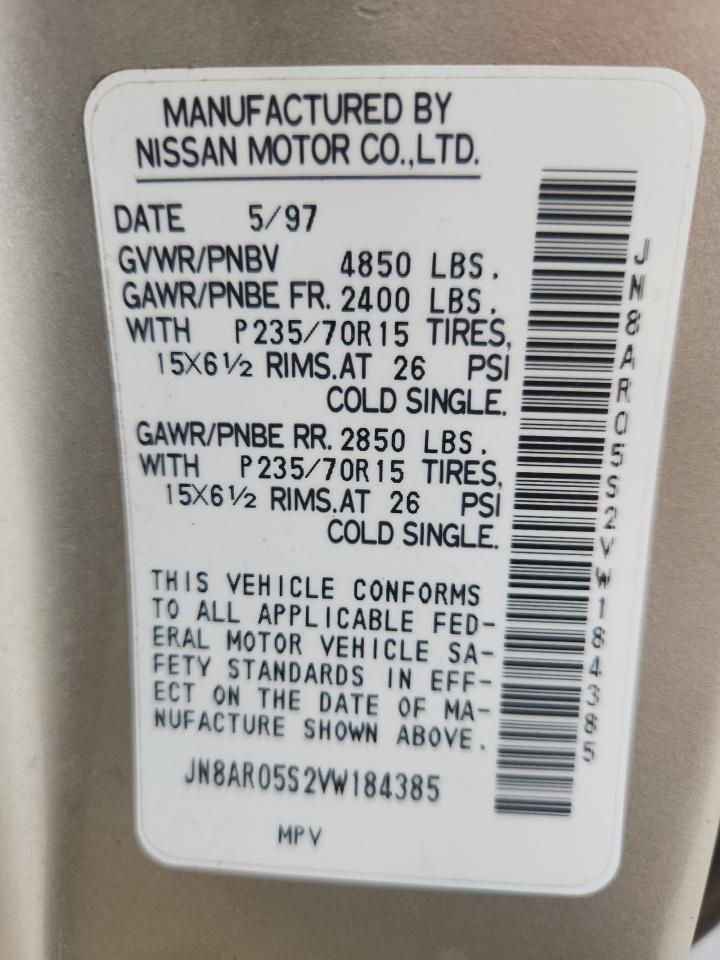 MANUFACTURED BY
NISSAN MOTOR CO.,LTD.
DATE 5/97
GVWR/PNBV 4850 LBS.
GAWR/PNBE FR. 2400 LBS.
WITH P235/70R15 TIRES,
15X6½ RIMS.AT 26 PSI
COLD SINGLE.
GAWR/PNBE RR. 2850 LBS.
WITH P235/70R15 TIRES,
15X6½ RIMS.AT 26 PSI
COLD SINGLE.
THIS VEHICLE CONFORMS
TO ALL APPLICABLE FED-
ERAL MOTOR VEHICLE SA-
FETY STANDARDS IN EFF-
ECT ON THE DATE OF MA-
NUFACTURE SHOWN ABOVE.
JN8AR05S2VW184385
MPV
JN8AR05S2VW184385